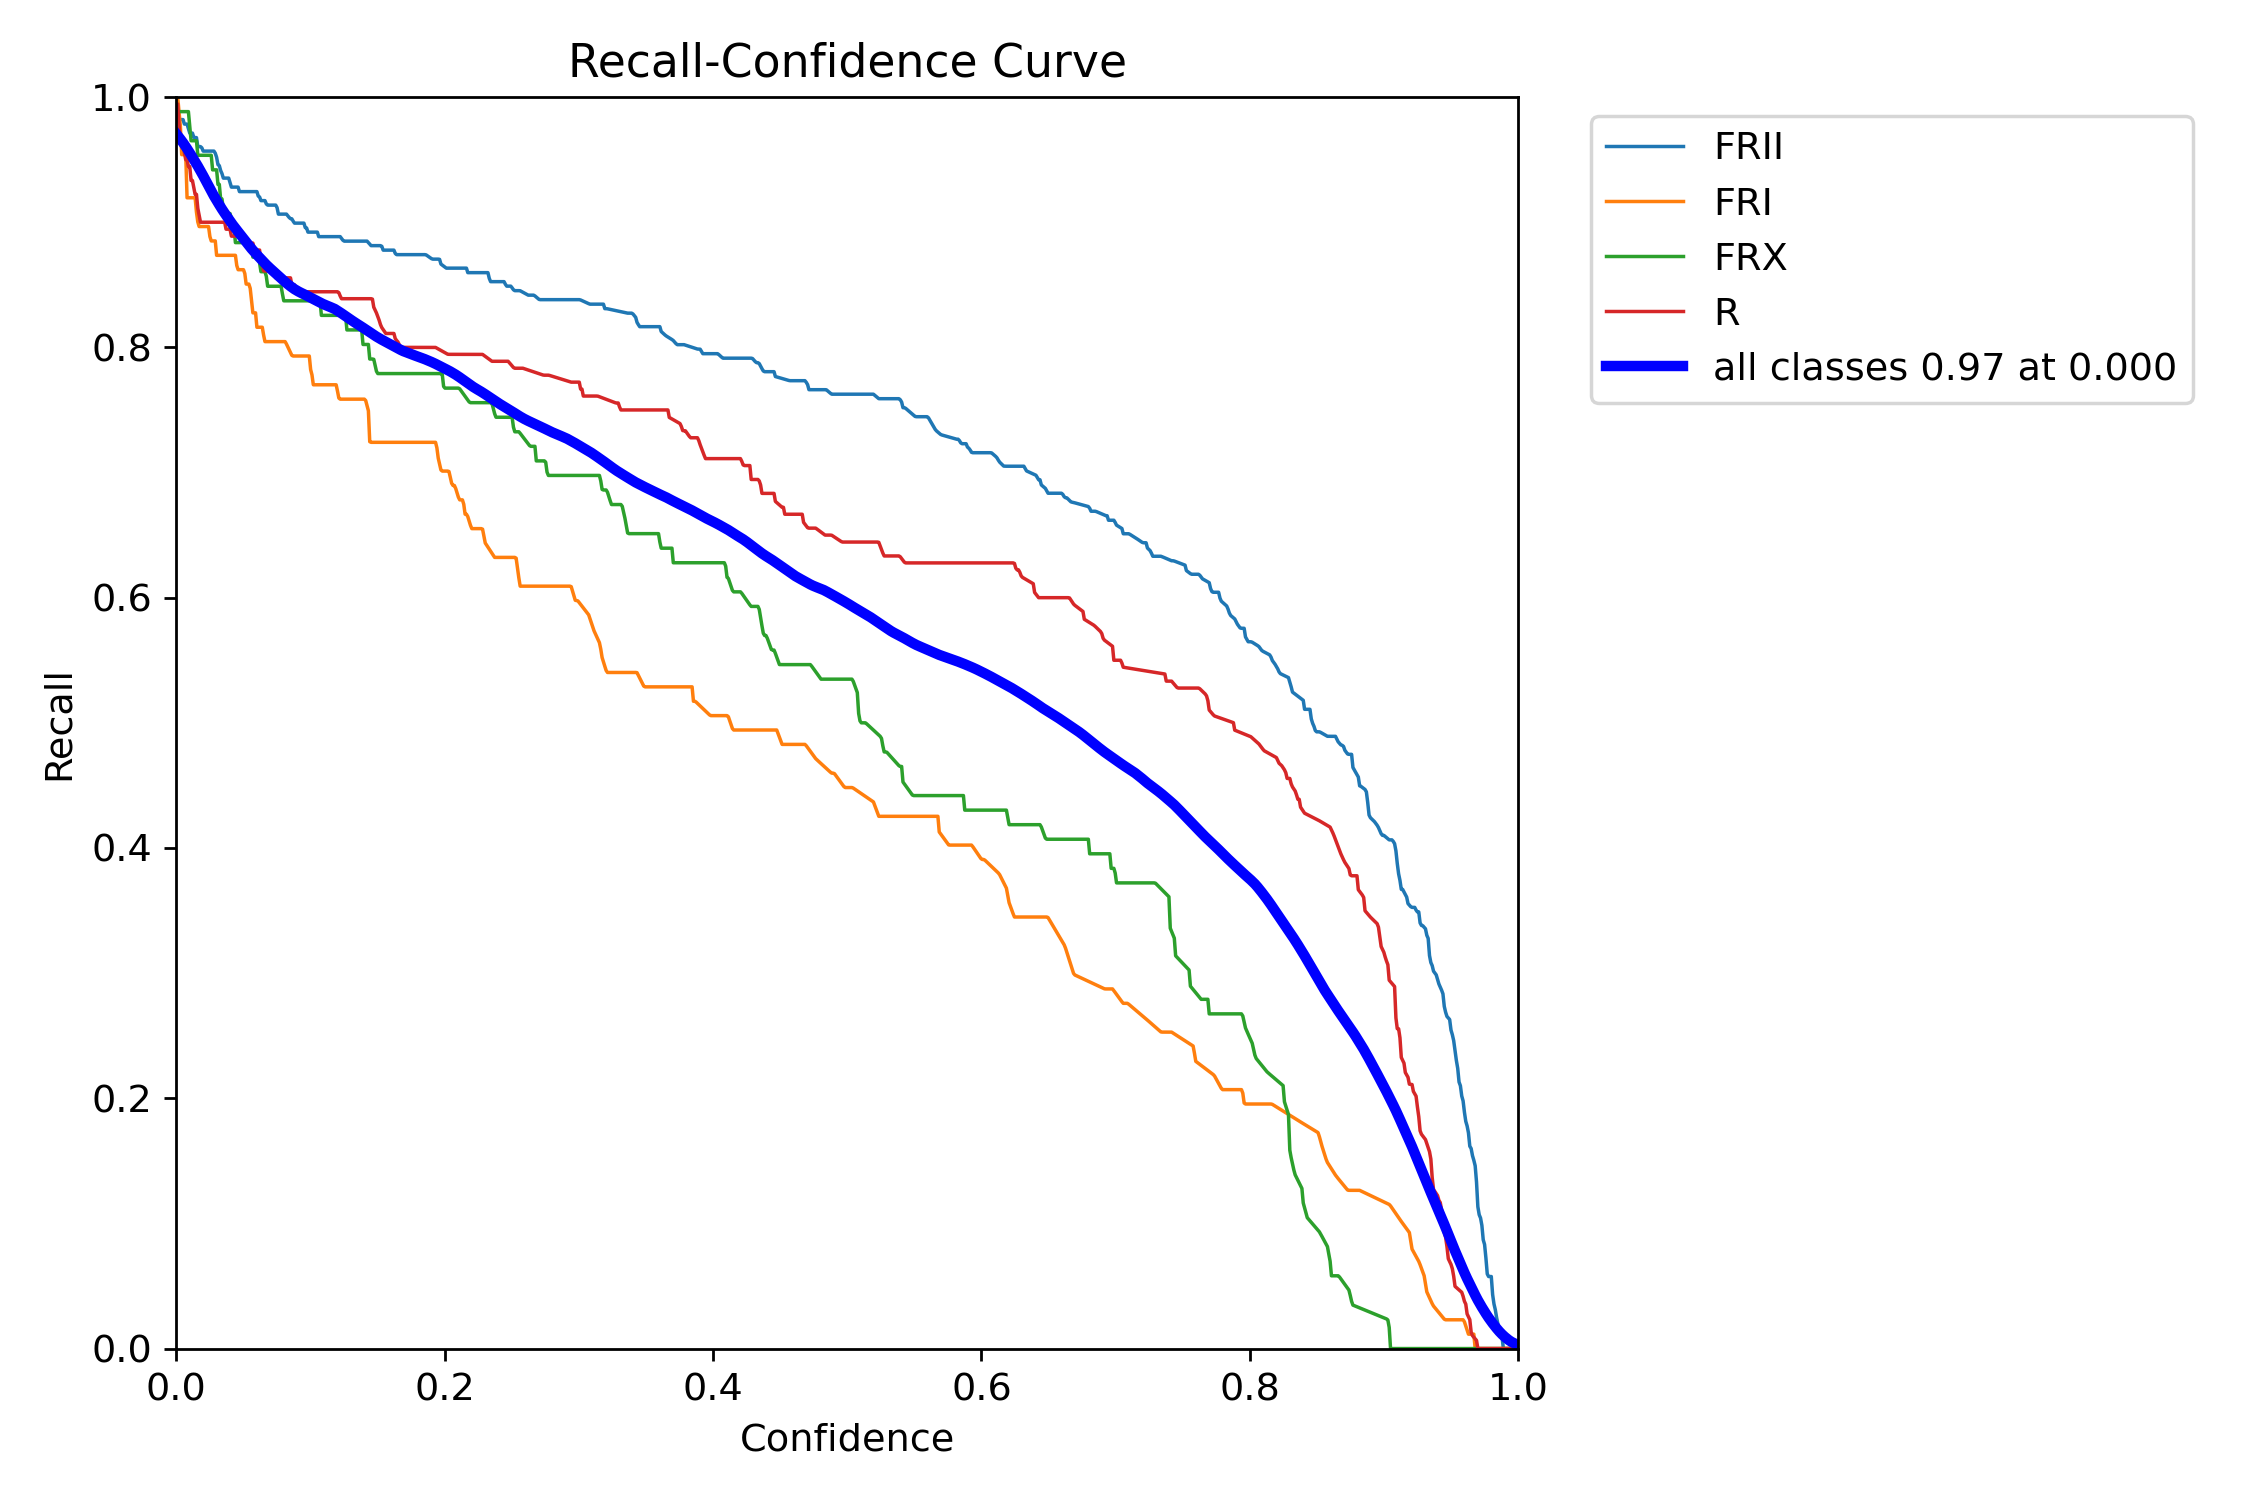 Recall-Confidence Curve
1.0
0.8
0.6
0.4
0.2
0.0
Recall
0.0 0.2 0.4 0.6 0.8 1.0
Confidence
FRII
FRI
FRX
R
all classes 0.97 at 0.000